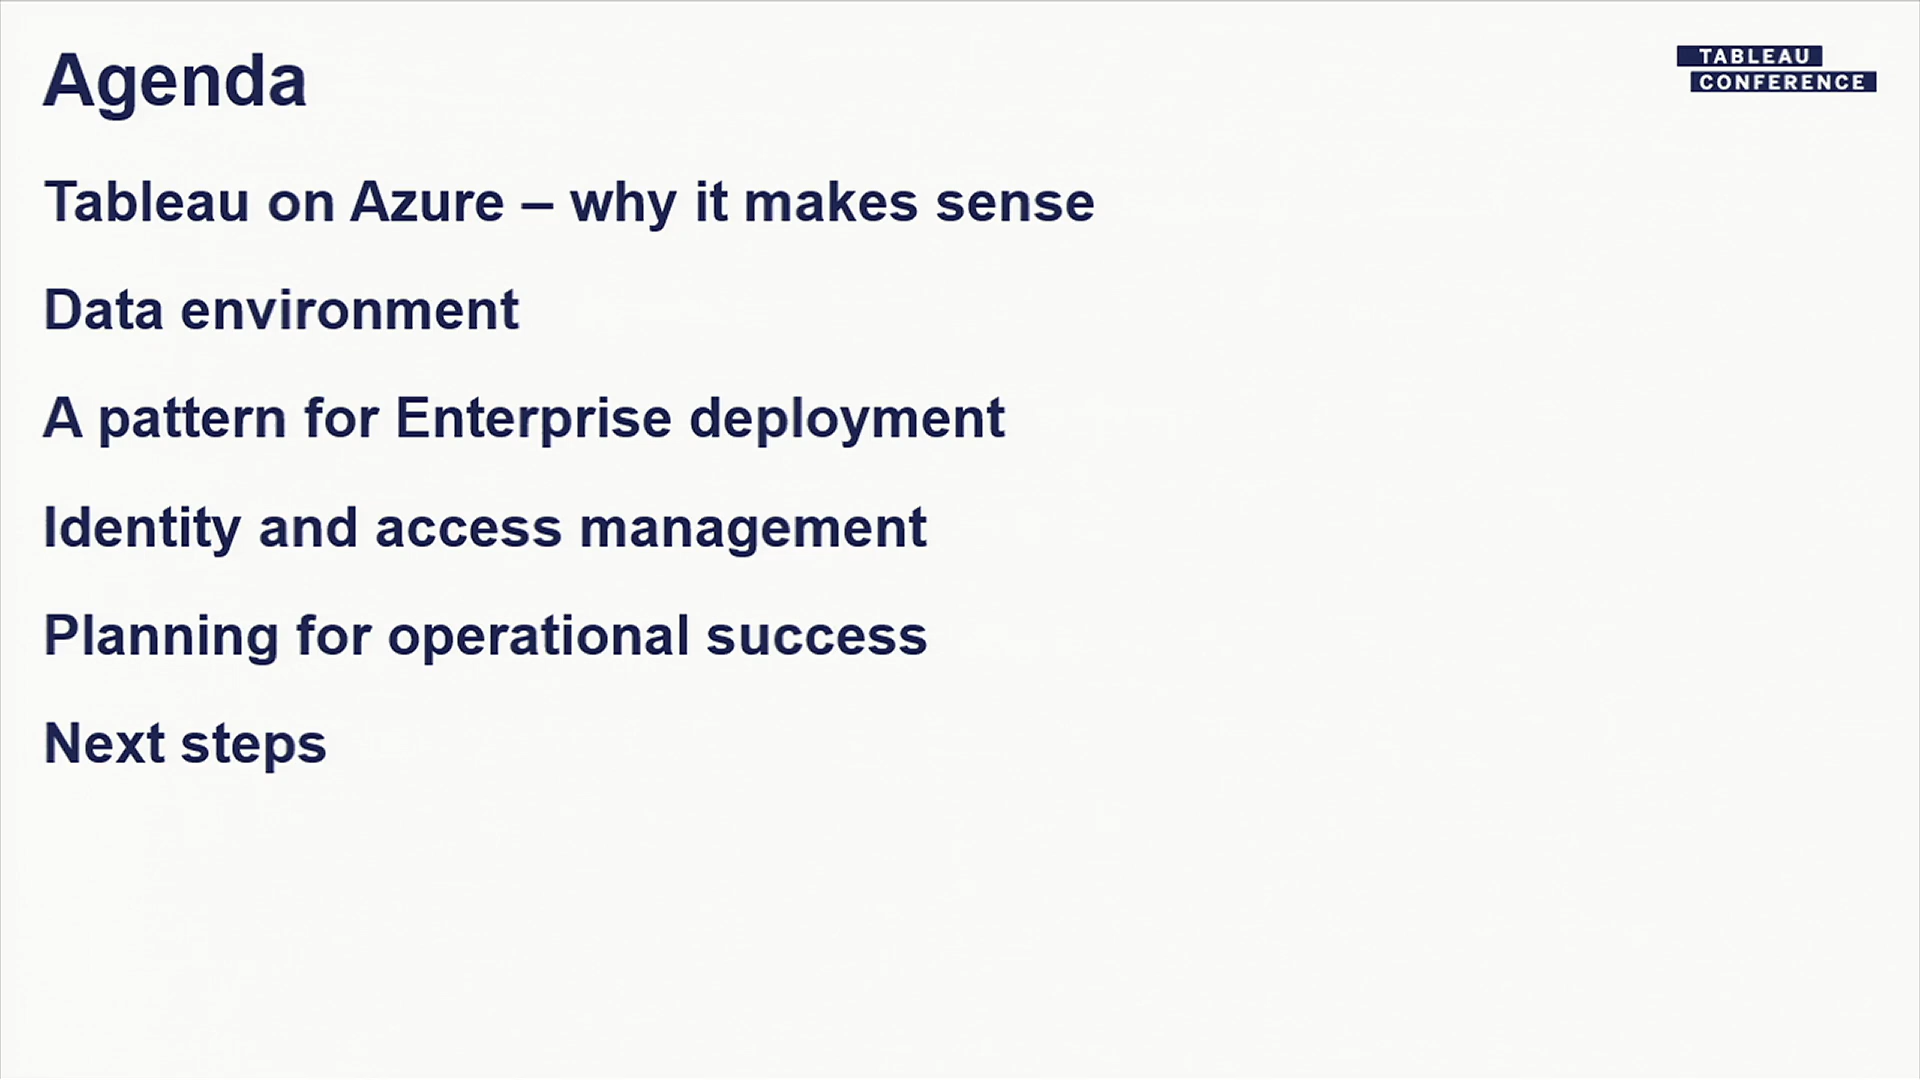 Agenda
TABLEAU
CONFERENCE
Tableau on Azure – why it makes sense
Data environment
A pattern for Enterprise deployment
Identity and access management
Planning for operational success
Next steps